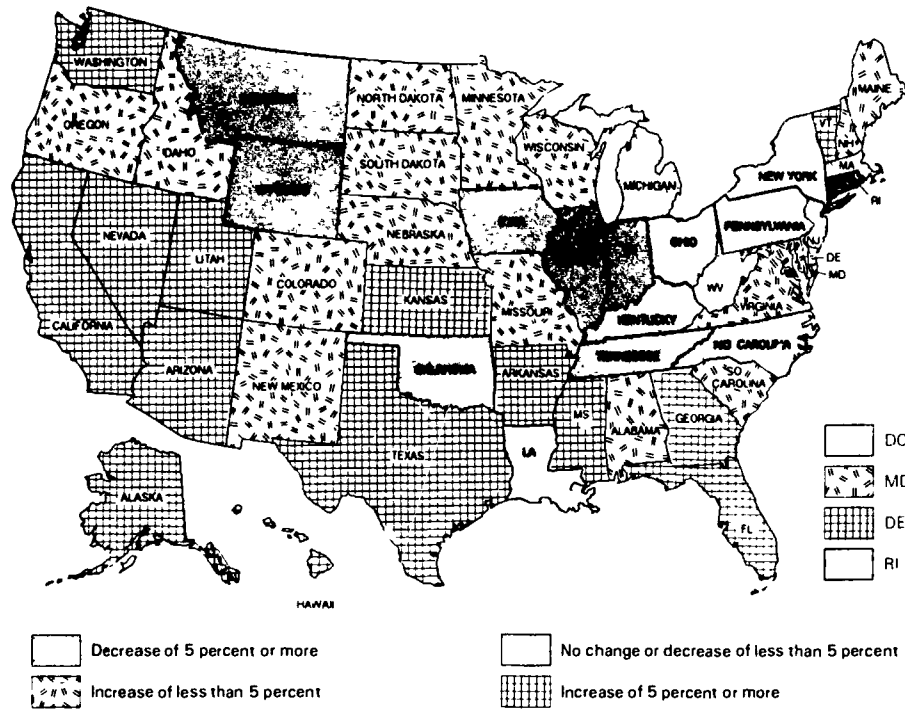 WASHINGTON
NORTH DAKOTA
MINNESOTA
MAINE
OREGON
IDAHO
VT
NH
SOUTH DAKOTA
WISCONSIN
MICHIGAN
NEW YORK
MA
RI
NEVADA
UTAH
NEBRASKA
IOWA
OHIO
PENNSYLVANIA
DE
MD
COLORADO
KANSAS
MISSOURI
WV
VIRGINIA
KENTUCKY
CALIFORNIA
ARIZONA
NEW MEXICO
OKLAHOMA
ARKANSAS
TENNESSEE
NO CAROLINA
SO
CAROLINA
TEXAS
LA
MS
ALABAMA
GEORGIA
FL
ALASKA
HAWAII
DC
MD
DE
RI
Decrease of 5 percent or more
No change or decrease of less than 5 percent
Increase of less than 5 percent
Increase of 5 percent or more